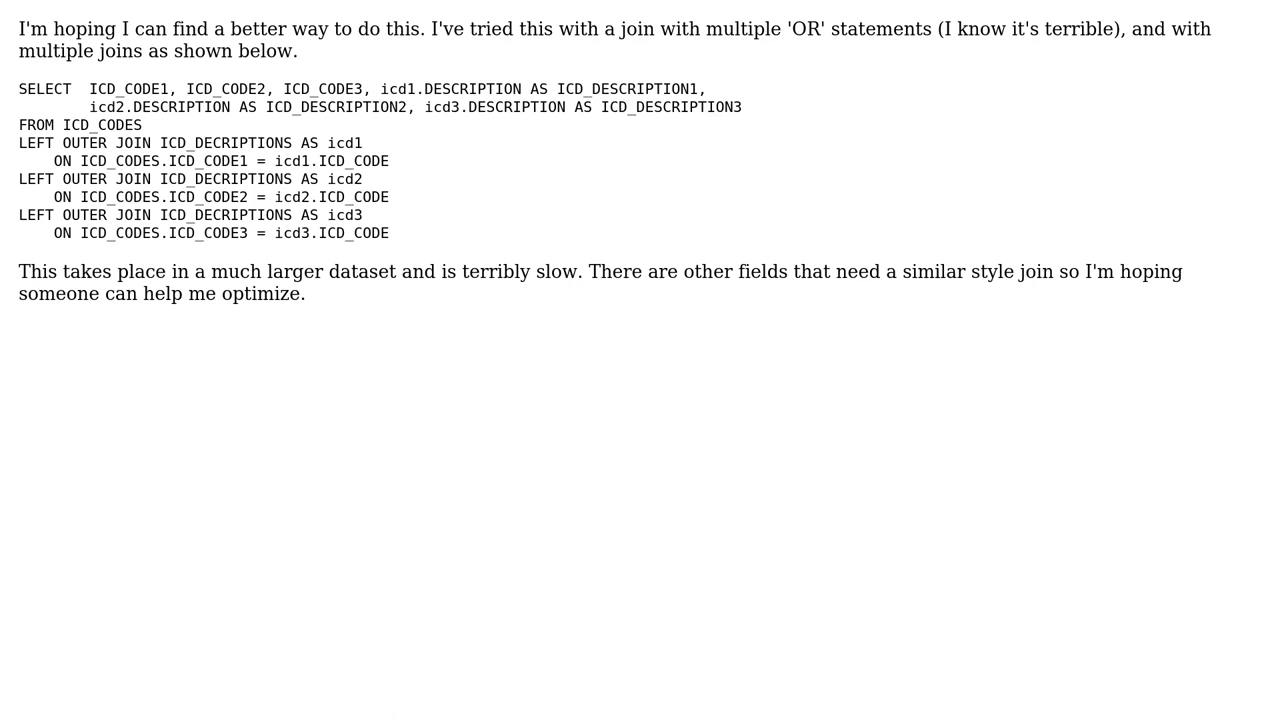 I'm hoping I can find a better way to do this. I've tried this with a join with multiple 'OR' statements (I know it's terrible), and with
multiple joins as shown below.
SELECT  ICD_CODE1, ICD_CODE2, ICD_CODE3, icd1.DESCRIPTION AS ICD_DESCRIPTION1,
        icd2.DESCRIPTION AS ICD_DESCRIPTION2, icd3.DESCRIPTION AS ICD_DESCRIPTION3
FROM ICD_CODES
LEFT OUTER JOIN ICD_DECRIPTIONS AS icd1
    ON ICD_CODES.ICD_CODE1 = icd1.ICD_CODE
LEFT OUTER JOIN ICD_DECRIPTIONS AS icd2
    ON ICD_CODES.ICD_CODE2 = icd2.ICD_CODE
LEFT OUTER JOIN ICD_DECRIPTIONS AS icd3
    ON ICD_CODES.ICD_CODE3 = icd3.ICD_CODE
This takes place in a much larger dataset and is terribly slow. There are other fields that need a similar style join so I'm hoping
someone can help me optimize.